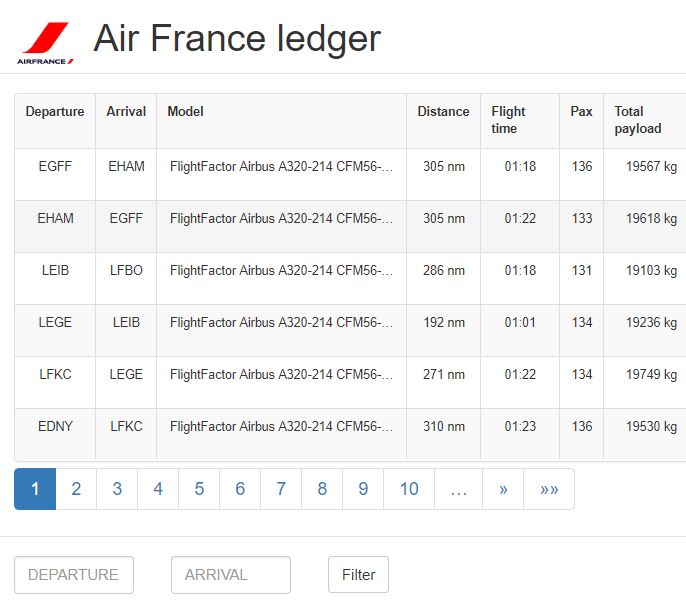 AIRFRANCE
Air France ledger
Departure Arrival Model Distance Flight time Pax Total payload
EGFF EHAM FlightFactor Airbus A320-214 CFM56-... 305 nm 01:18 136 19567 kg
EHAM EGFF FlightFactor Airbus A320-214 CFM56-... 305 nm 01:22 133 19618 kg
LEIB LFBO FlightFactor Airbus A320-214 CFM56-... 286 nm 01:18 131 19103 kg
LEGE LEIB FlightFactor Airbus A320-214 CFM56-... 192 nm 01:01 134 19236 kg
LFKC LEGE FlightFactor Airbus A320-214 CFM56-... 271 nm 01:22 134 19749 kg
EDNY LFKC FlightFactor Airbus A320-214 CFM56-... 310 nm 01:23 136 19530 kg
1 2 3 4 5 6 7 8 9 10 ... » »»
DEPARTURE ARRIVAL Filter